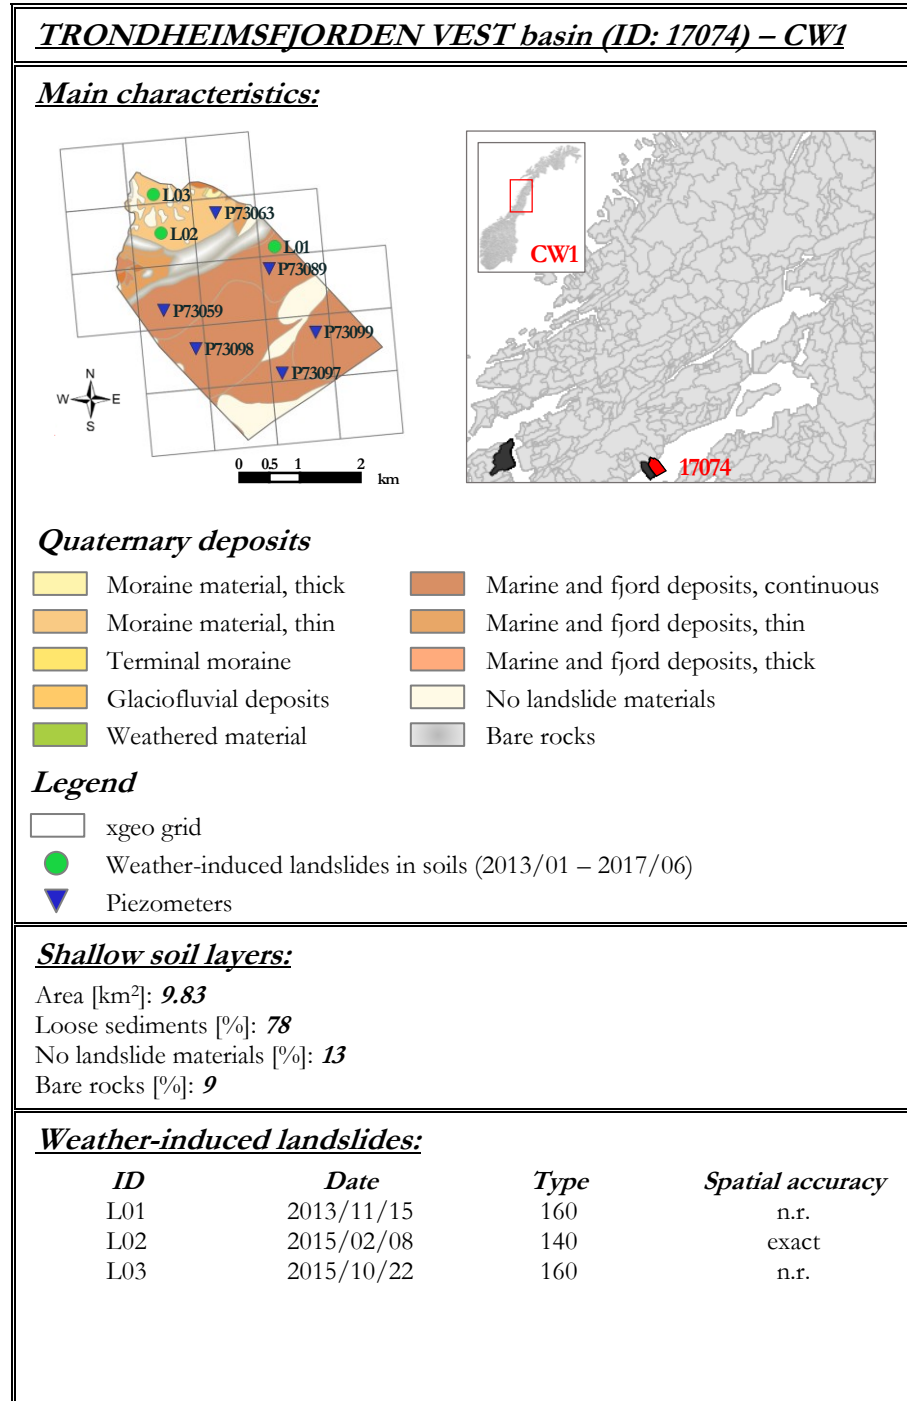 TRONDHEIMSFJORDEN VEST basin (ID: 17074) – CW1
Main characteristics:
L03
P73063
L02
L01
P73089
P73059
P73099
P73098
P73097
N
W E
S
0 0.5 1 2
km
CW1
17074
Quaternary deposits
Moraine material, thick
Moraine material, thin
Terminal moraine
Glaciofluvial deposits
Weathered material
Marine and fjord deposits, continuous
Marine and fjord deposits, thin
Marine and fjord deposits, thick
No landslide materials
Bare rocks
Legend
xgeo grid
Weather-induced landslides in soils (2013/01 – 2017/06)
Piezometers
Shallow soil layers:
Area [km²]: 9.83
Loose sediments [%]: 78
No landslide materials [%]: 13
Bare rocks [%]: 9
Weather-induced landslides:
ID Date Type Spatial accuracy
L01 2013/11/15 160 n.r.
L02 2015/02/08 140 exact
L03 2015/10/22 160 n.r.